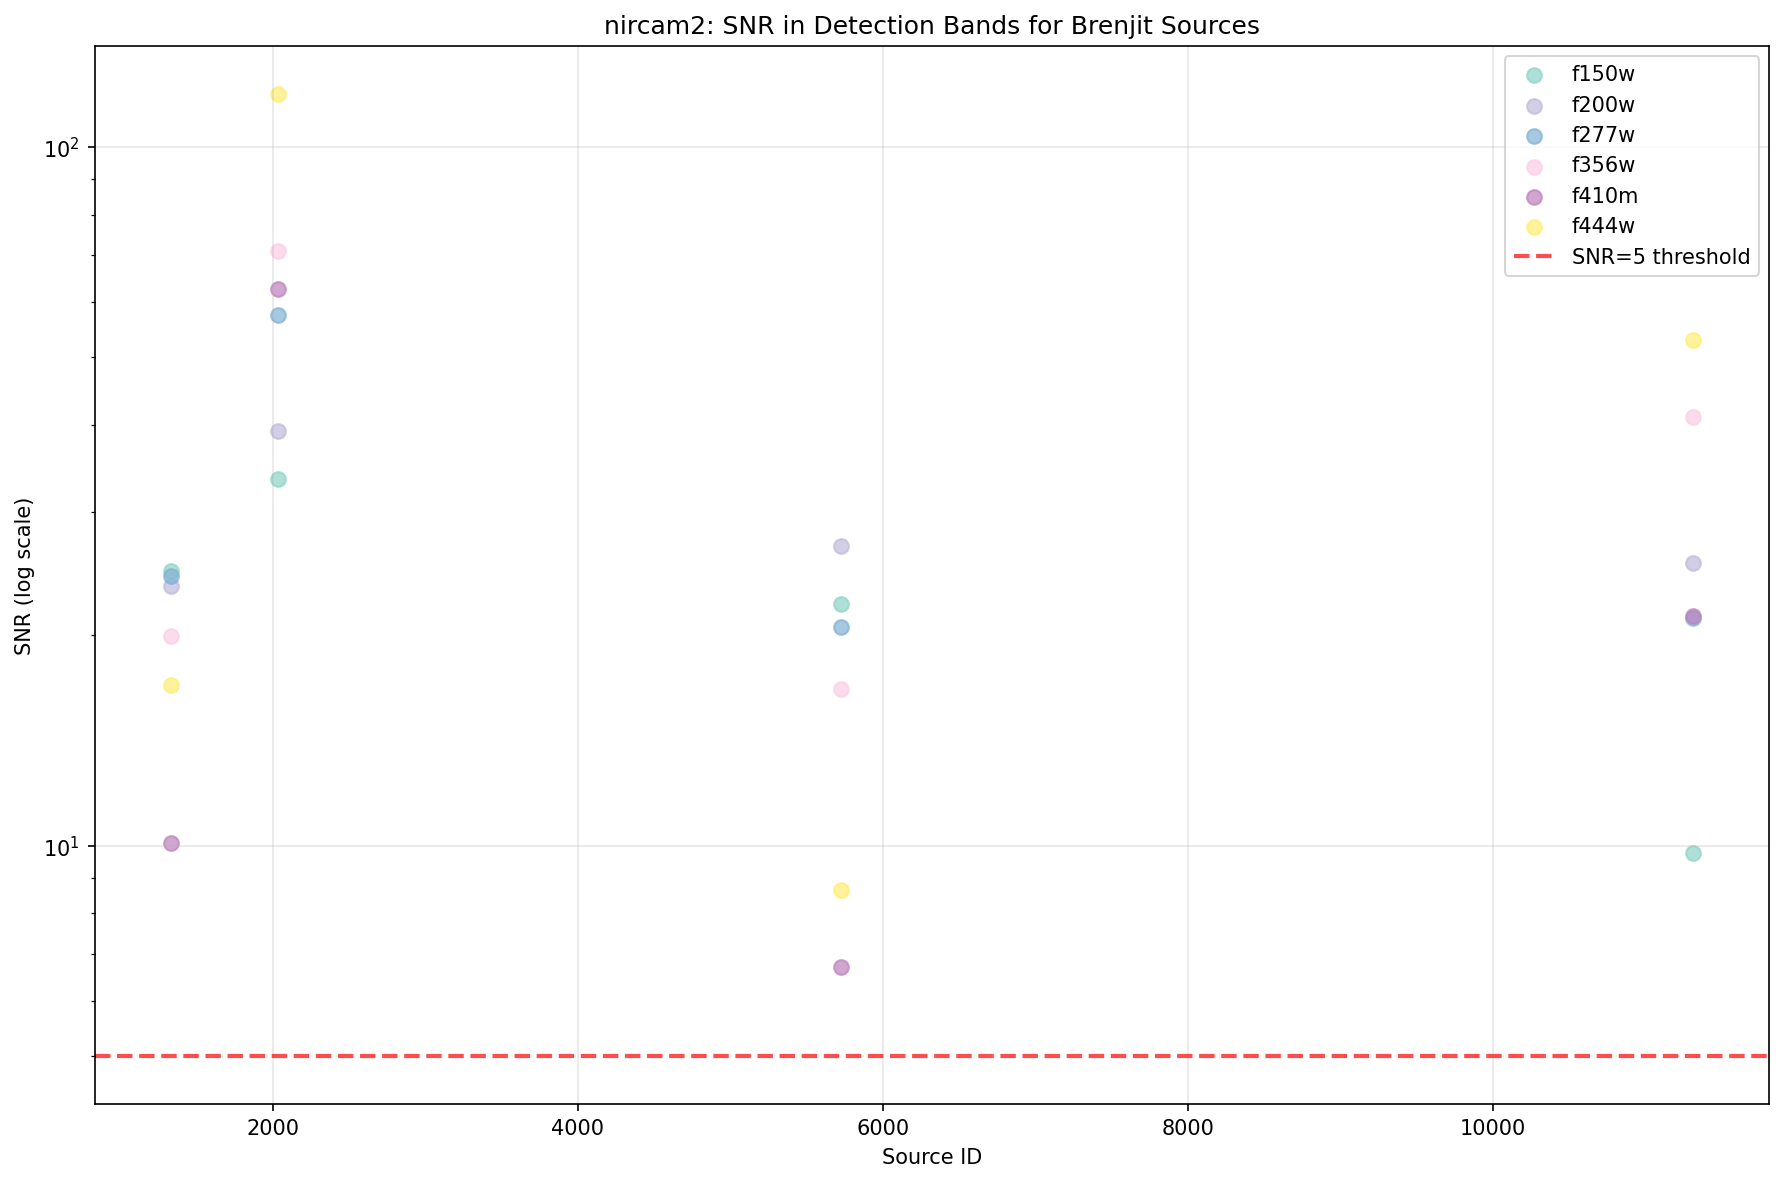 nircam2: SNR in Detection Bands for Brenjit Sources
f150w
f200w
f277w
f356w
f410m
f444w
SNR=5 threshold
SNR (log scale)
10²
10¹
2000 4000 6000 8000 10000
Source ID